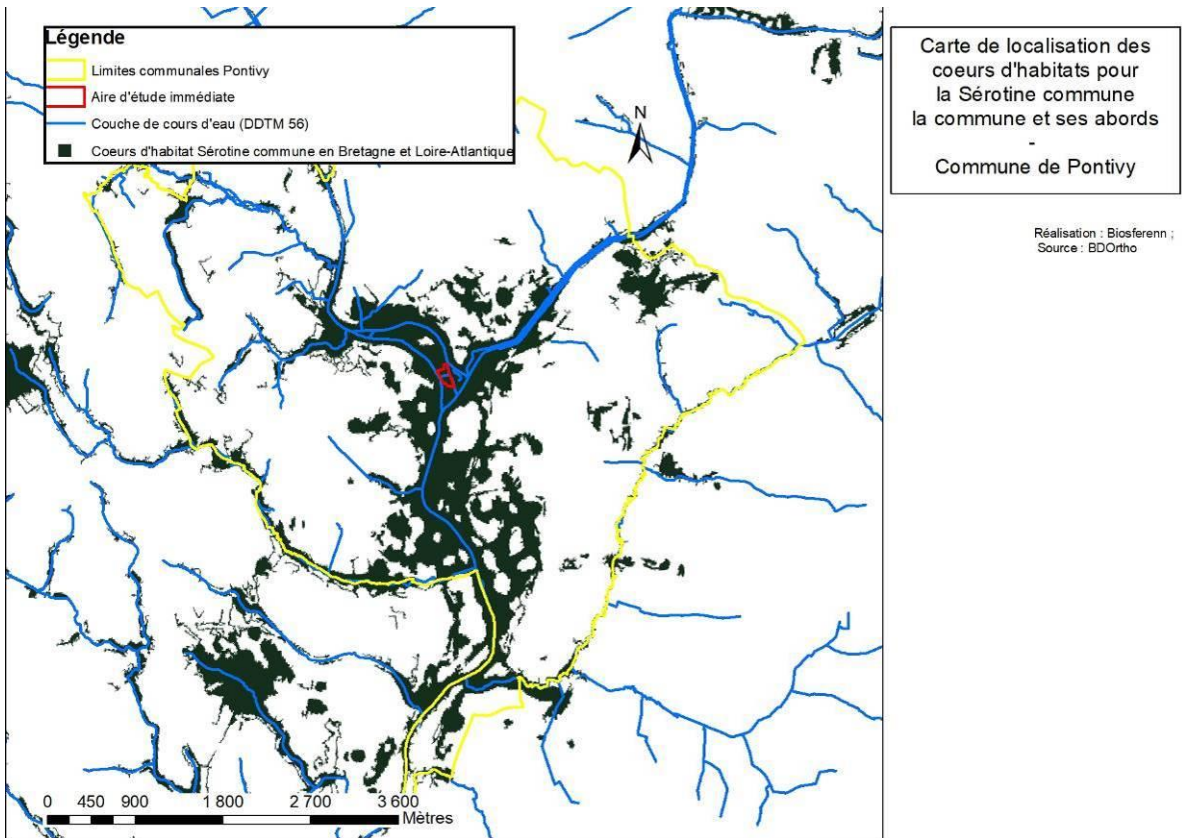 Légende
Limites communales Pontivy
Aire d'étude immédiate
Couche de cours d'eau (DDTM 56)
Coeurs d'habitat Sérotine commune en Bretagne et Loire-Atlantique
N
0 450 900 1 800 2 700 3 600
Mètres
Carte de localisation des
coeurs d'habitats pour
la Sérotine commune
la commune et ses abords
-
Commune de Pontivy
Réalisation : Biosferenn ;
Source : BDOrtho